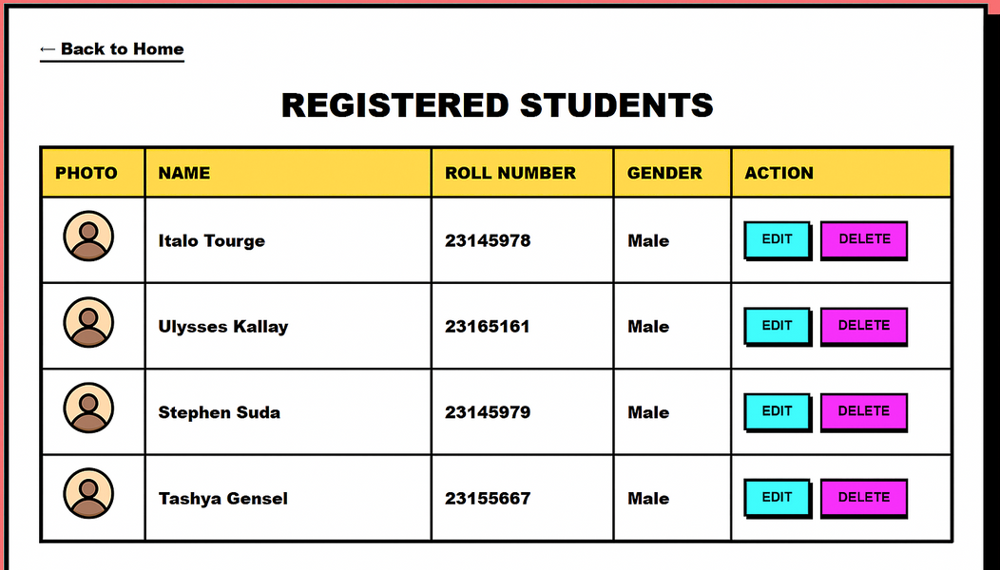 ← Back to Home
REGISTERED STUDENTS
PHOTO NAME ROLL NUMBER GENDER ACTION
Italo Tourge 23145978 Male EDIT DELETE
Ulysses Kallay 23165161 Male EDIT DELETE
Stephen Suda 23145979 Male EDIT DELETE
Tashya Gensel 23155667 Male EDIT DELETE